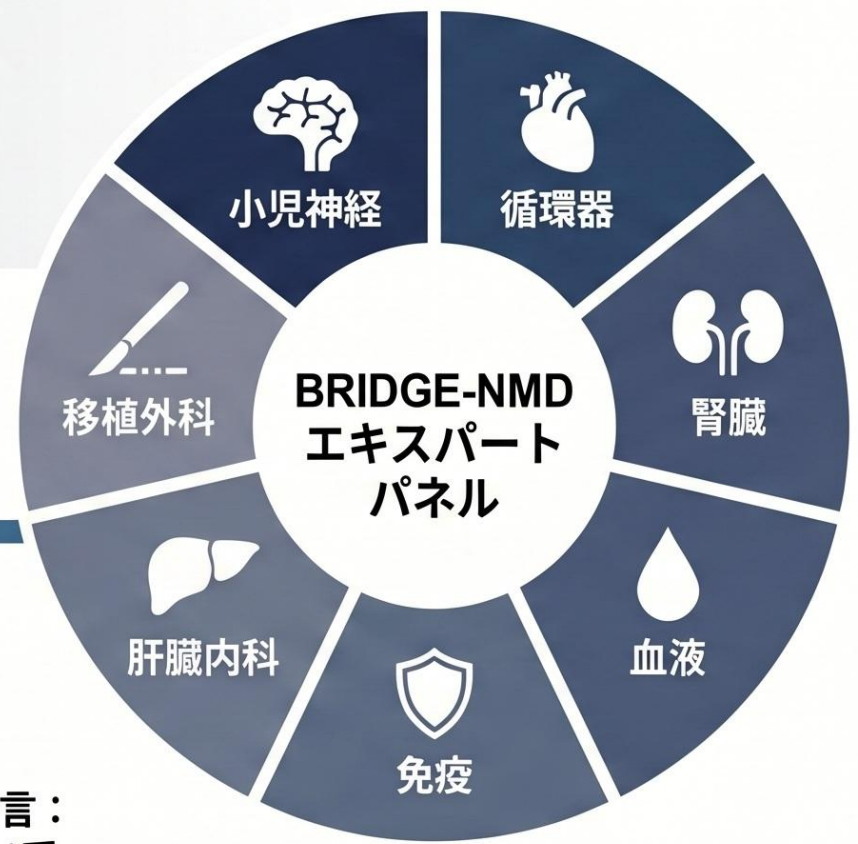 小児神経
循環器
移植外科
BRIDGE-NMD
エキスパート
パネル
腎臓
肝臓内科
血液
免疫
言：